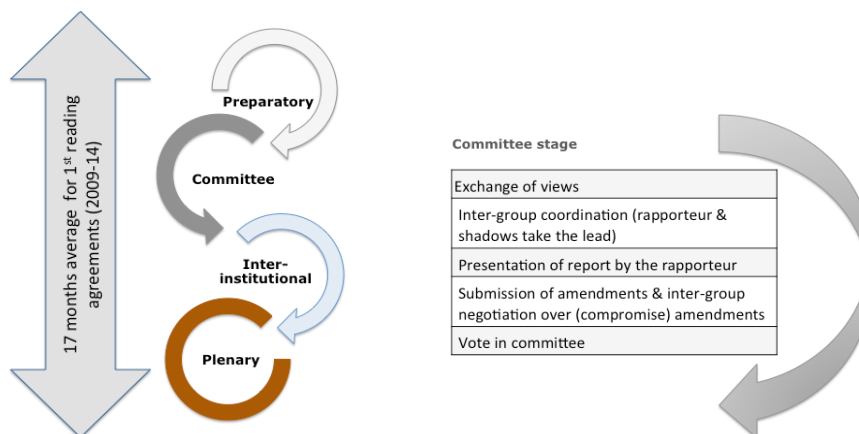 17 months average for 1st reading
agreements (2009-14)
Preparatory
Committee
Inter-
institutional
Plenary
Committee stage
Exchange of views
Inter-group coordination (rapporteur &
shadows take the lead)
Presentation of report by the rapporteur
Submission of amendments & inter-group
negotiation over (compromise) amendments
Vote in committee